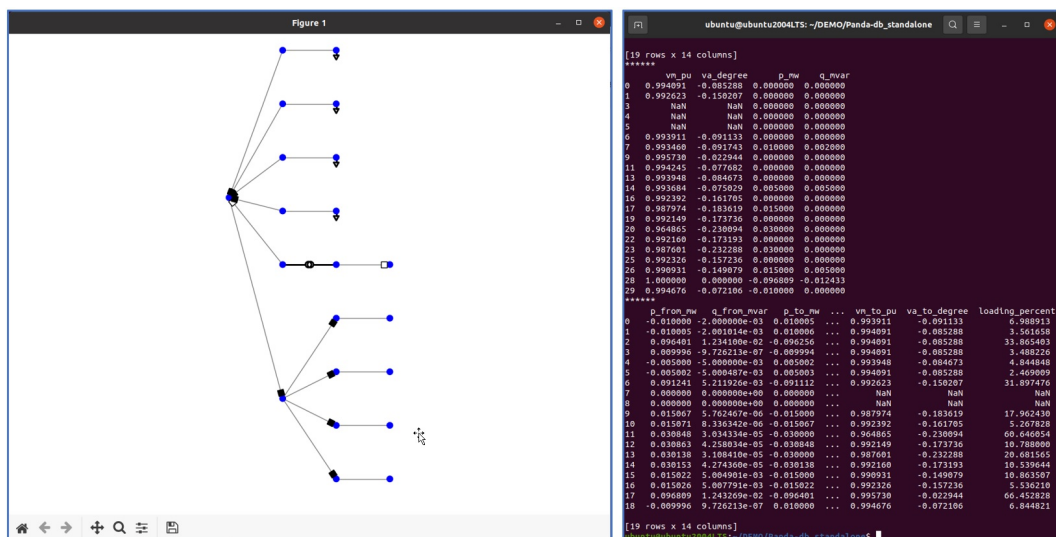 Figure 1
ubuntu@ubuntu2004LTS: ~/DEMO/Panda-db_standalone
[19 rows x 14 columns]
******
vm_pu va_degree p_mw q_mvar
0 0.994091 -0.085288 0.000000 0.000000
1 0.992623 -0.150207 0.000000 0.000000
3 NaN NaN 0.000000 0.000000
4 NaN NaN 0.000000 0.000000
5 NaN NaN 0.000000 0.000000
6 0.993911 -0.091133 0.000000 0.000000
7 0.993460 -0.091743 0.010000 0.002000
9 0.995730 -0.022944 0.000000 0.000000
11 0.994245 -0.077682 0.000000 0.000000
13 0.993948 -0.084673 0.000000 0.000000
14 0.993684 -0.075029 0.005000 0.005000
16 0.992392 -0.161705 0.000000 0.000000
17 0.987974 -0.183619 0.015000 0.000000
19 0.992149 -0.173736 0.000000 0.000000
20 0.964865 -0.230094 0.030000 0.000000
22 0.992160 -0.173193 0.000000 0.000000
23 0.987601 -0.232288 0.030000 0.000000
25 0.992326 -0.157236 0.000000 0.000000
26 0.990931 -0.149079 0.015000 0.005000
28 1.000000 0.000000 -0.096809 -0.012433
29 0.994676 -0.072106 -0.010000 0.000000
******
p_from_mw q_from_mvar p_to_mw ... vm_to_pu va_to_degree loading_percent
0 -0.010000 -2.000000e-03 0.010005 ... 0.993911 -0.091133 6.988913
1 -0.010005 -2.001014e-03 0.010006 ... 0.994091 -0.085288 3.561658
2 0.096401 1.234100e-02 -0.096256 ... 0.994091 -0.085288 33.865403
3 0.009996 -9.726213e-07 -0.009994 ... 0.994091 -0.085288 3.488226
4 -0.005000 -5.000000e-03 0.005002 ... 0.993948 -0.084673 4.844848
5 -0.005002 -5.000487e-03 0.005003 ... 0.994091 -0.085288 2.469009
6 0.091241 5.211926e-03 -0.091112 ... 0.992623 -0.150207 31.897476
7 0.000000 0.000000e+00 0.000000 ... NaN NaN NaN
8 0.000000 0.000000e+00 0.000000 ... NaN NaN NaN
9 0.015067 5.762467e-06 -0.015000 ... 0.987974 -0.183619 17.962430
10 0.015071 8.336342e-06 -0.015067 ... 0.992392 -0.161705 5.267828
11 0.030848 3.034334e-05 -0.030000 ... 0.964865 -0.230094 60.646054
12 0.030863 4.258034e-05 -0.030848 ... 0.992149 -0.173736 10.788000
13 0.030138 3.108410e-05 -0.030000 ... 0.987601 -0.232288 20.681565
14 0.030153 4.274360e-05 -0.030138 ... 0.992160 -0.173193 10.539644
15 0.015022 5.004901e-03 -0.015000 ... 0.990931 -0.149079 10.863507
16 0.015026 5.007791e-03 -0.015022 ... 0.992326 -0.157236 5.536210
17 0.096809 1.243269e-02 -0.096401 ... 0.995730 -0.022944 66.452828
18 -0.009996 9.726213e-07 0.010000 ... 0.994676 -0.072106 6.844821
[19 rows x 14 columns]
ubuntu@ubuntu2004LTS:~/DEMO/Panda-db_standalone$